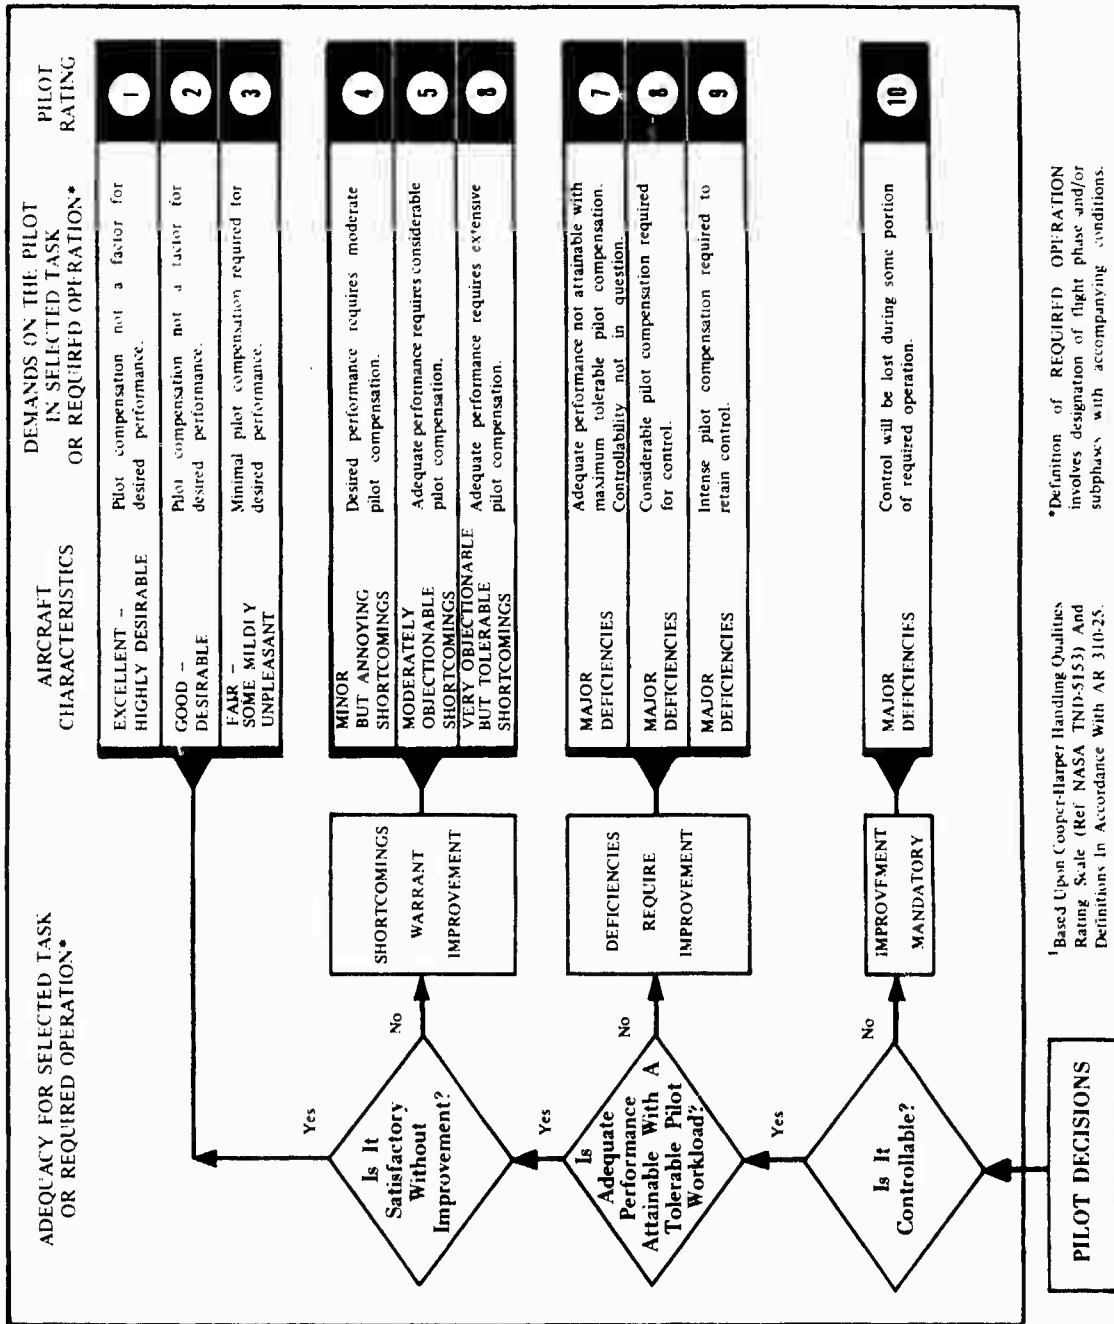 ADEQUACY FOR SELECTED TASK
OR REQUIRED OPERATION*
AIRCRAFT
CHARACTERISTICS
DEMANDS ON THE PILOT
IN SELECTED TASK
OR REQUIRED OPERATION*
PILOT
RATING
EXCELLENT –
HIGHLY DESIRABLE
Pilot compensation not a factor for
desired performance.
1
GOOD –
DESIRABLE
Pilot compensation not a factor for
desired performance.
2
FAIR –
SOME MILDLY
UNPLEASANT
Minimal pilot compensation required for
desired performance.
3
Yes
Is It
Satisfactory
Without
Improvement?
No
SHORTCOMINGS
WARRANT
IMPROVEMENT
MINOR
BUT ANNOYING
SHORTCOMINGS
Desired performance requires moderate
pilot compensation.
4
MODERATELY
OBJECTIONABLE
SHORTCOMINGS
Adequate performance requires considerable
pilot compensation.
5
VERY OBJECTIONABLE
BUT TOLERABLE
SHORTCOMINGS
Adequate performance requires extensive
pilot compensation.
6
Yes
Is
Adequate
Performance
Attainable With A
Tolerable Pilot
Workload?
No
DEFICIENCIES
REQUIRE
IMPROVEMENT
MAJOR
DEFICIENCIES
Adequate performance not attainable with
maximum tolerable pilot compensation.
Controllability not in question.
7
MAJOR
DEFICIENCIES
Considerable pilot compensation required
for control.
8
MAJOR
DEFICIENCIES
Intense pilot compensation required to
retain control.
9
Yes
Is It
Controllable?
No
IMPROVEMENT
MANDATORY
MAJOR
DEFICIENCIES
Control will be lost during some portion
of required operation.
10
PILOT DECISIONS
1Based Upon Cooper-Harper Handling Qualities
Rating Scale (Ref NASA TND-5153) And
Definitions In Accordance With AR 310-25.
*Definition of REQUIRED OPERATION
involves designation of flight phase and/or
subphases with accompanying conditions.